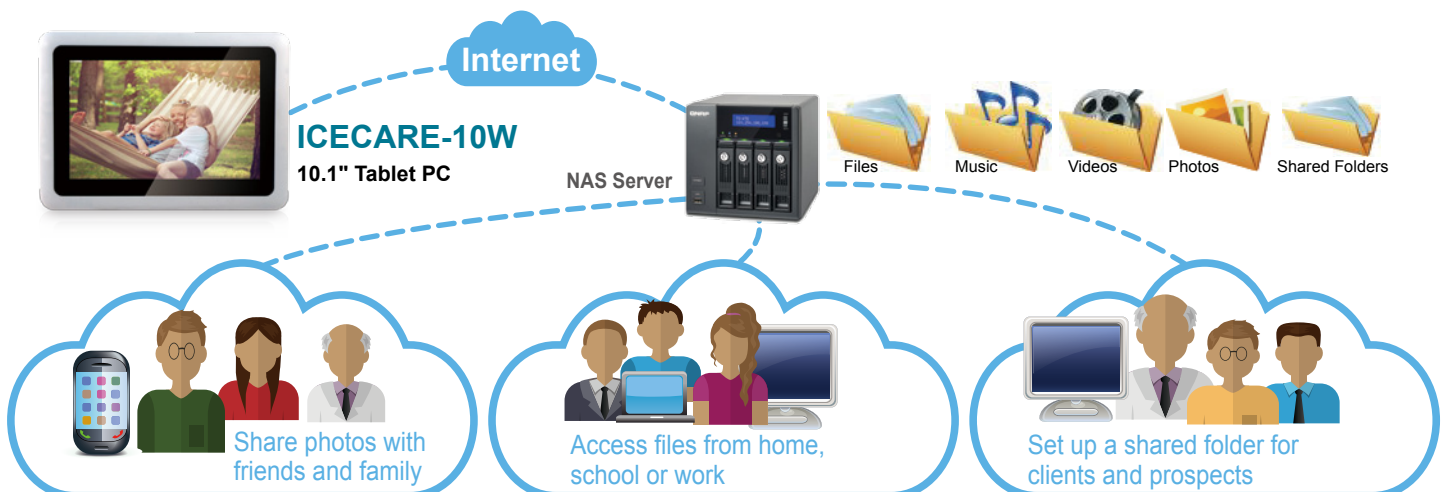 Internet
ICECARE-10W
10.1" Tablet PC
NAS Server
QNAP
Files
Music
Videos
Photos
Shared Folders
Share photos with
friends and family
Access files from home,
school or work
Set up a shared folder for
clients and prospects